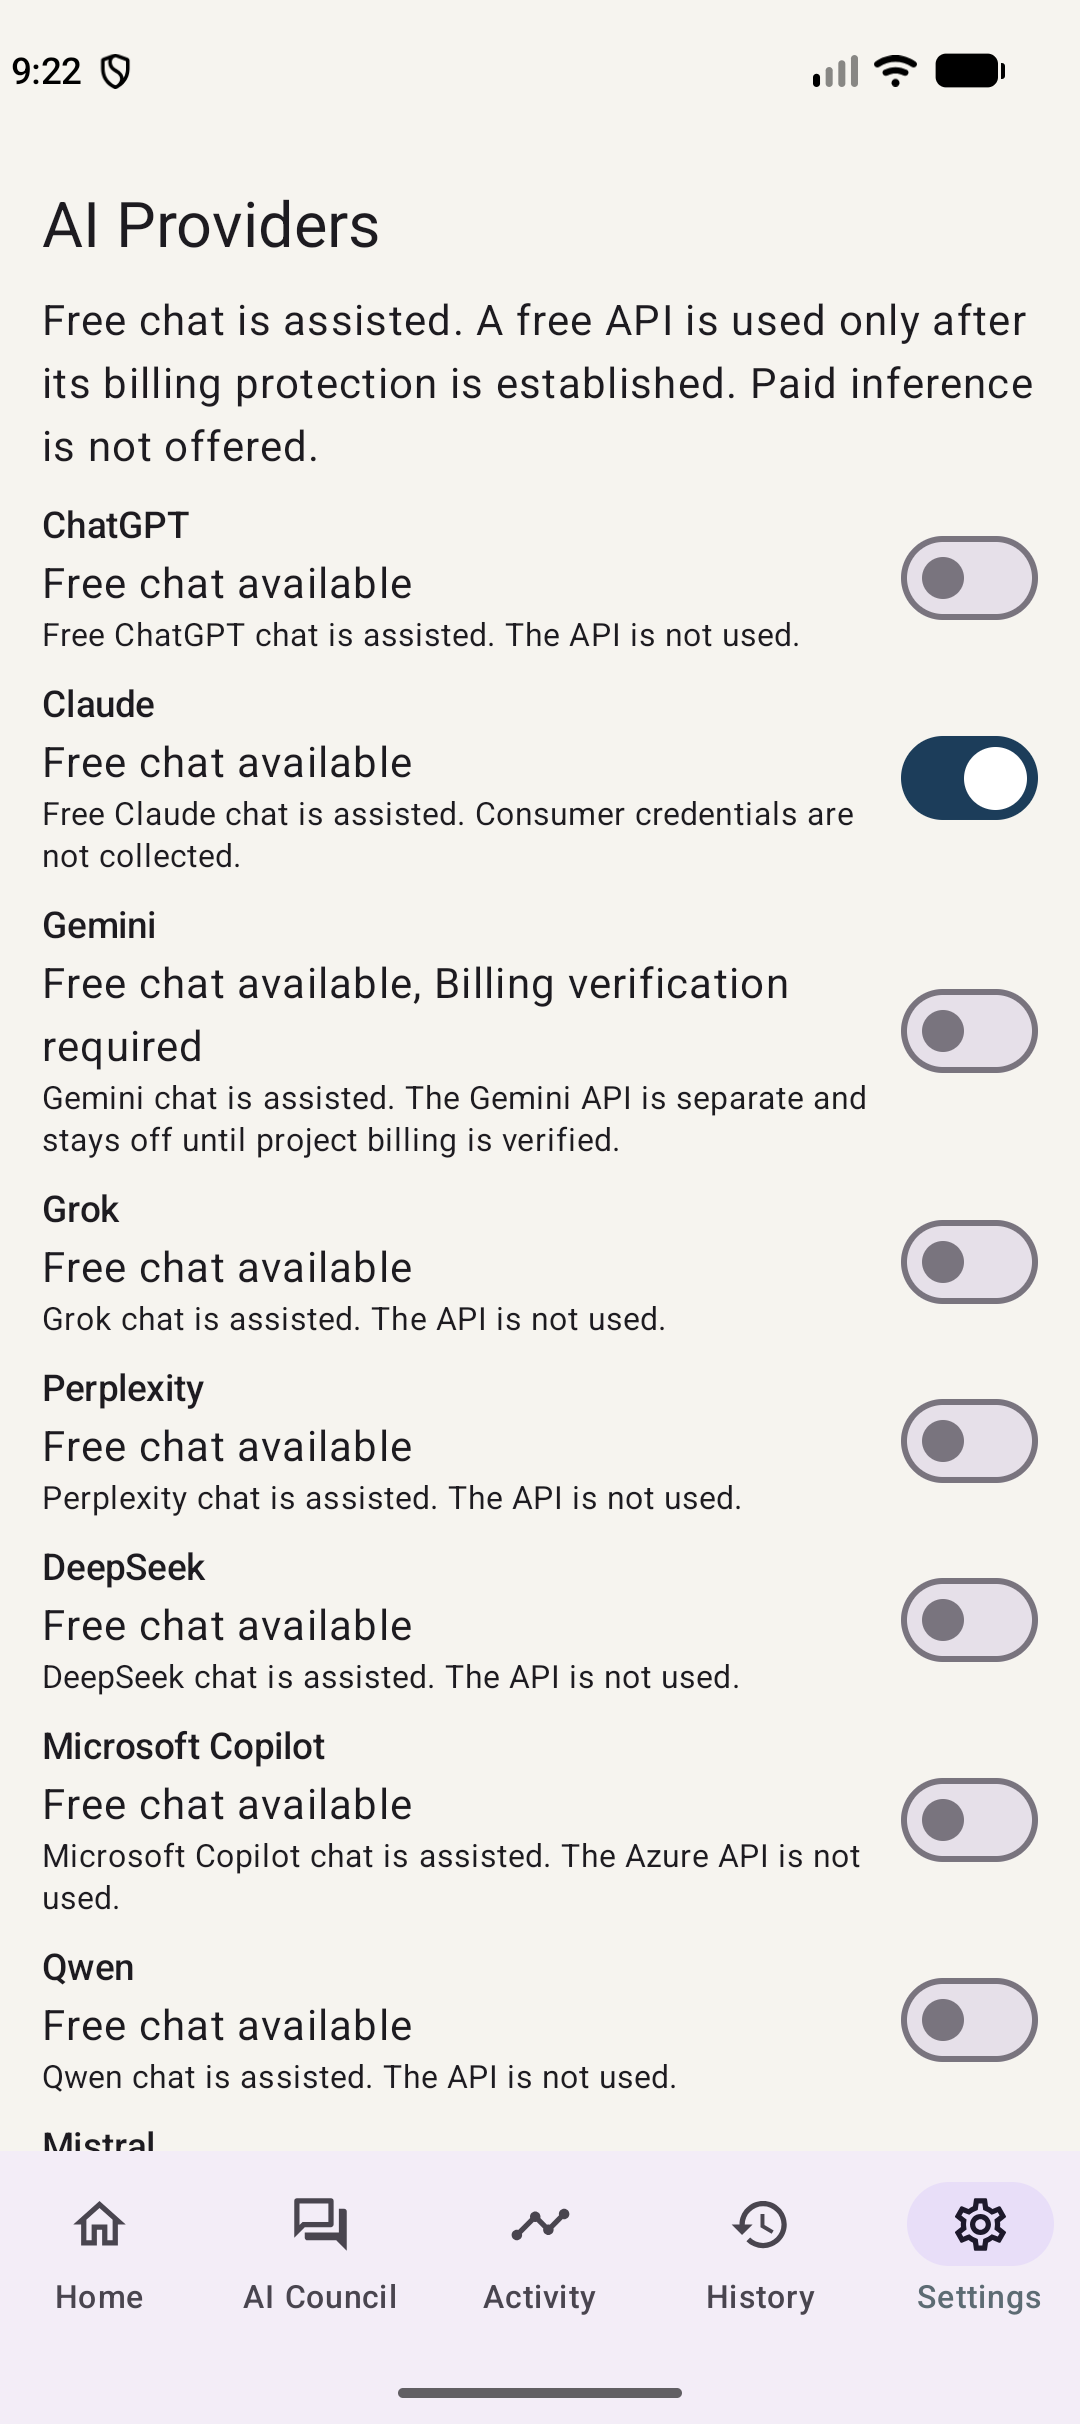 9:22
AI Providers
Free chat is assisted. A free API is used only after
its billing protection is established. Paid inference
is not offered.
ChatGPT
Free chat available
Free ChatGPT chat is assisted. The API is not used.
Claude
Free chat available
Free Claude chat is assisted. Consumer credentials are
not collected.
Gemini
Free chat available, Billing verification
required
Gemini chat is assisted. The Gemini API is separate and
stays off until project billing is verified.
Grok
Free chat available
Grok chat is assisted. The API is not used.
Perplexity
Free chat available
Perplexity chat is assisted. The API is not used.
DeepSeek
Free chat available
DeepSeek chat is assisted. The API is not used.
Microsoft Copilot
Free chat available
Microsoft Copilot chat is assisted. The Azure API is not
used.
Qwen
Free chat available
Qwen chat is assisted. The API is not used.
Mistral
Home
AI Council
Activity
History
Settings